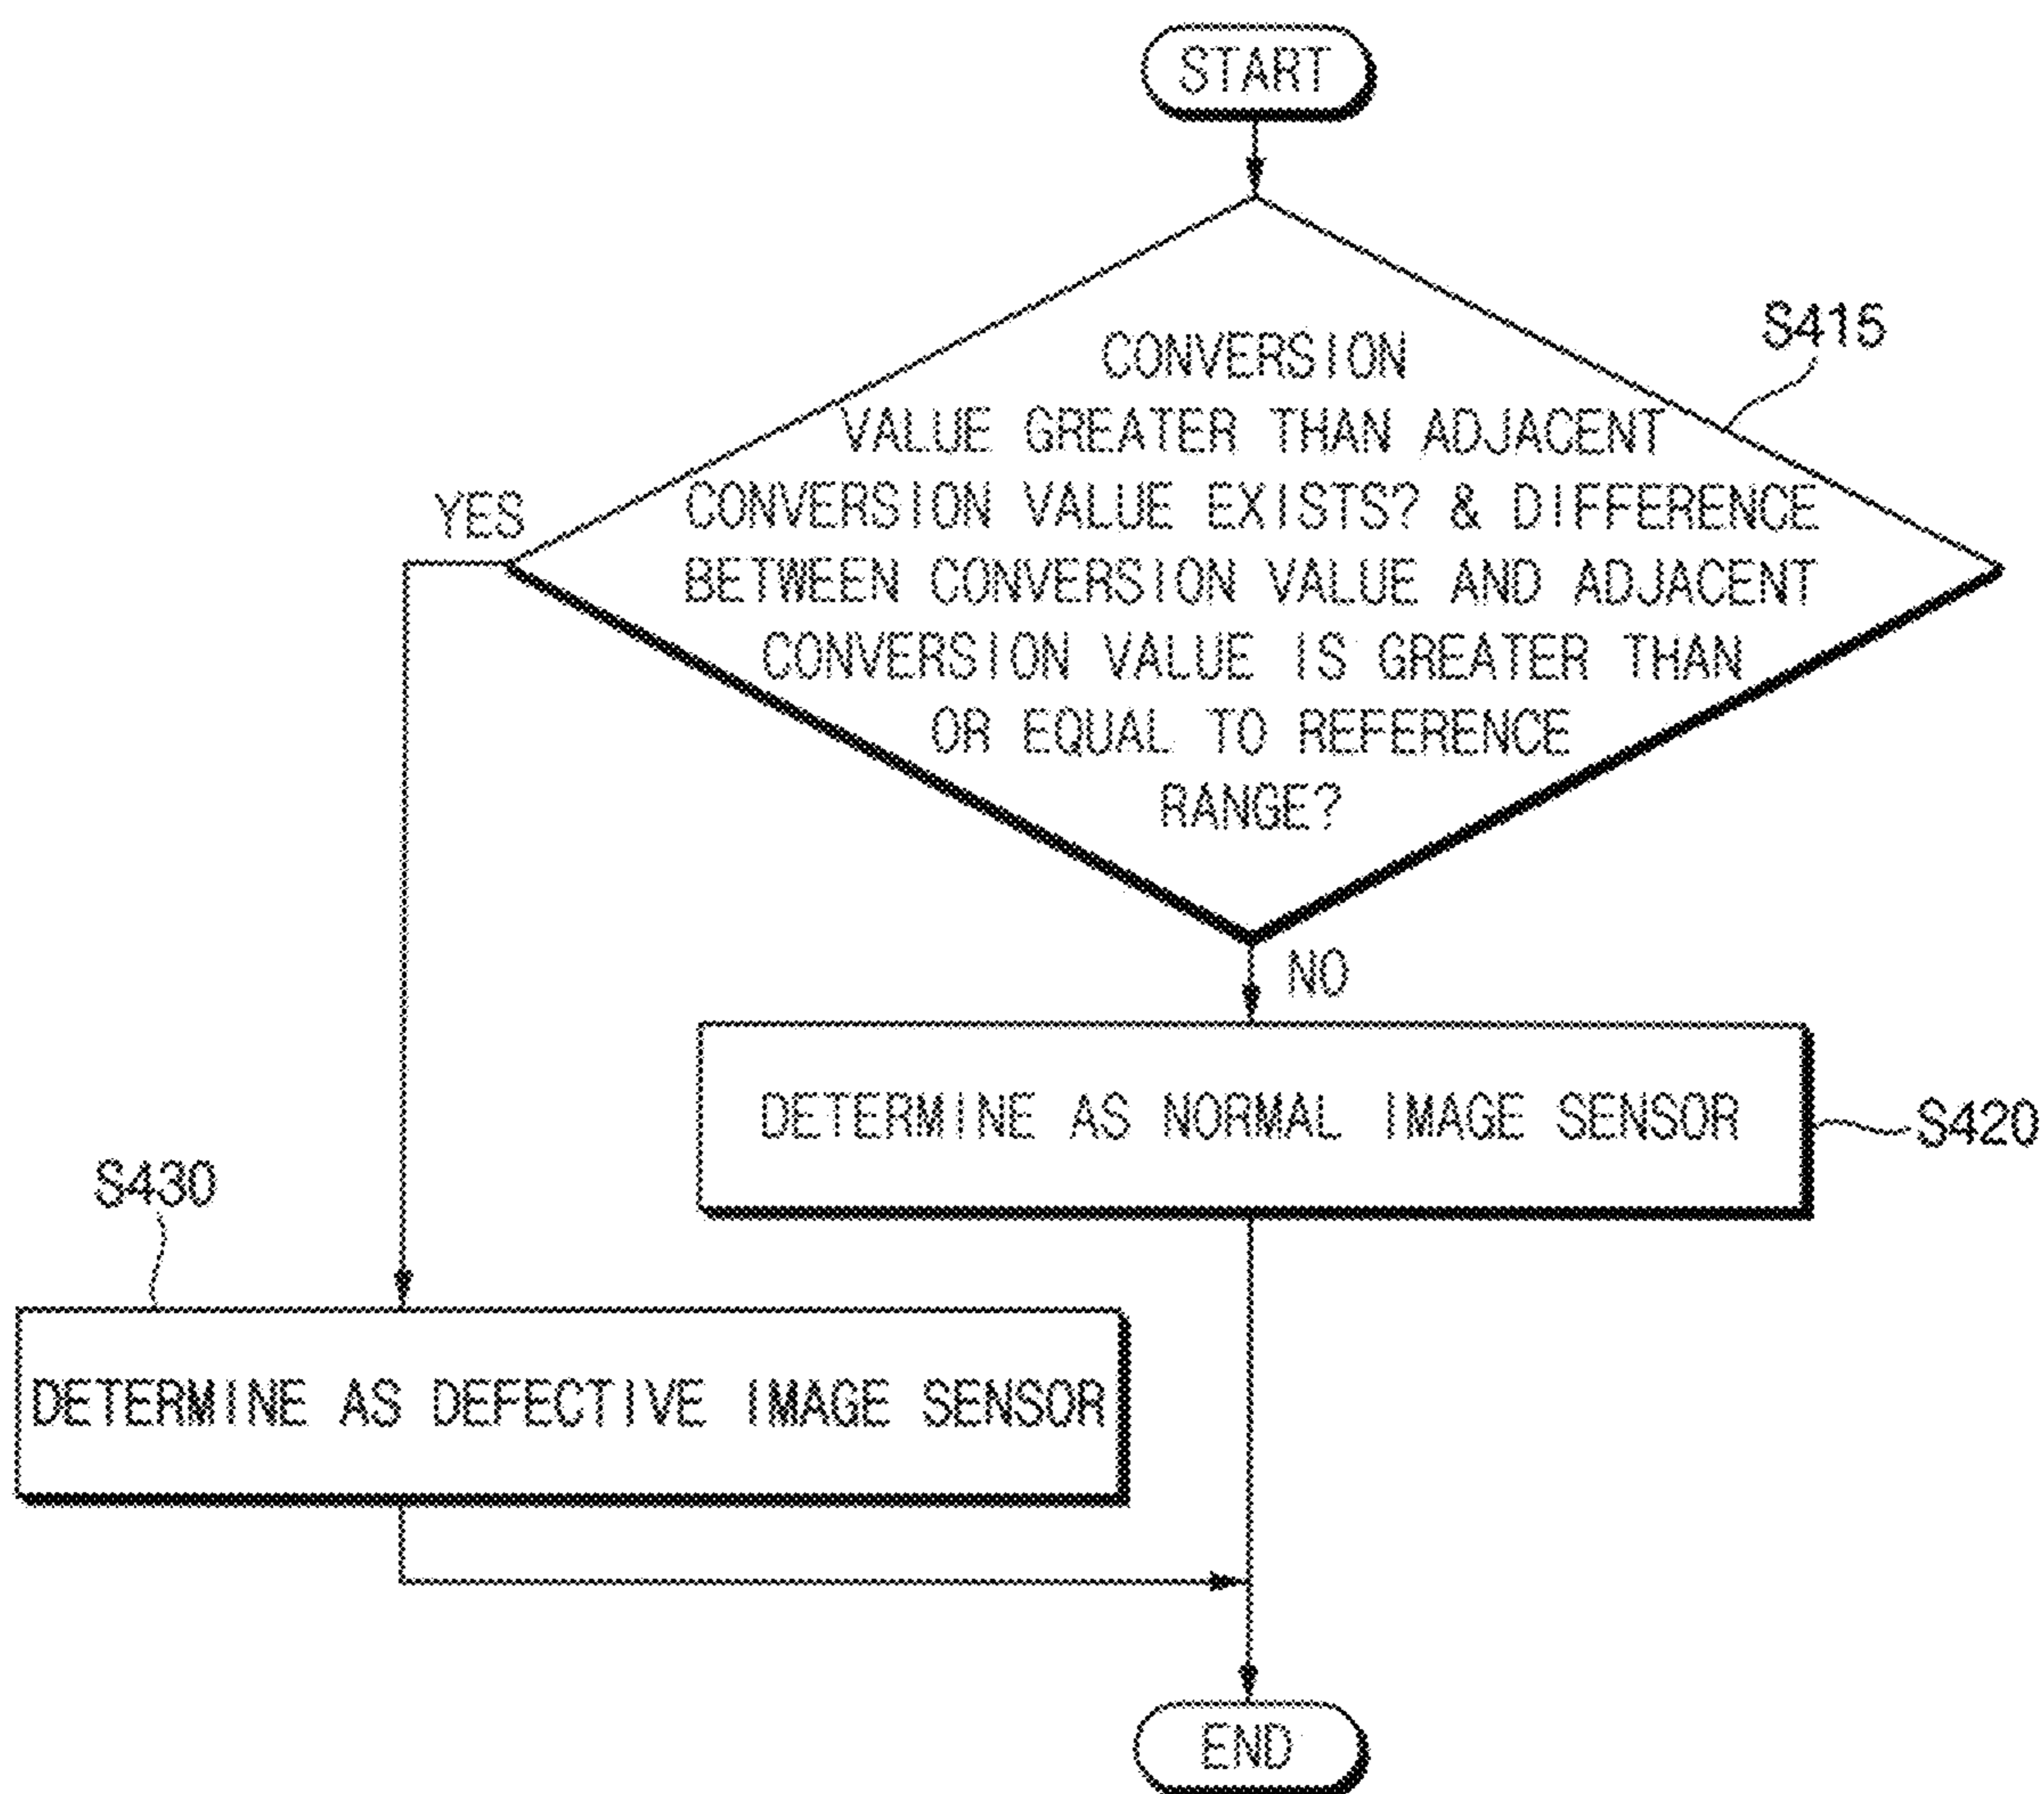 START
S415
CONVERSION
VALUE GREATER THAN ADJACENT
CONVERSION VALUE EXISTS? & DIFFERENCE
BETWEEN CONVERSION VALUE AND ADJACENT
CONVERSION VALUE IS GREATER THAN
OR EQUAL TO REFERENCE
RANGE?
YES
NO
DETERMINE AS NORMAL IMAGE SENSOR
S420
S430
DETERMINE AS DEFECTIVE IMAGE SENSOR
END